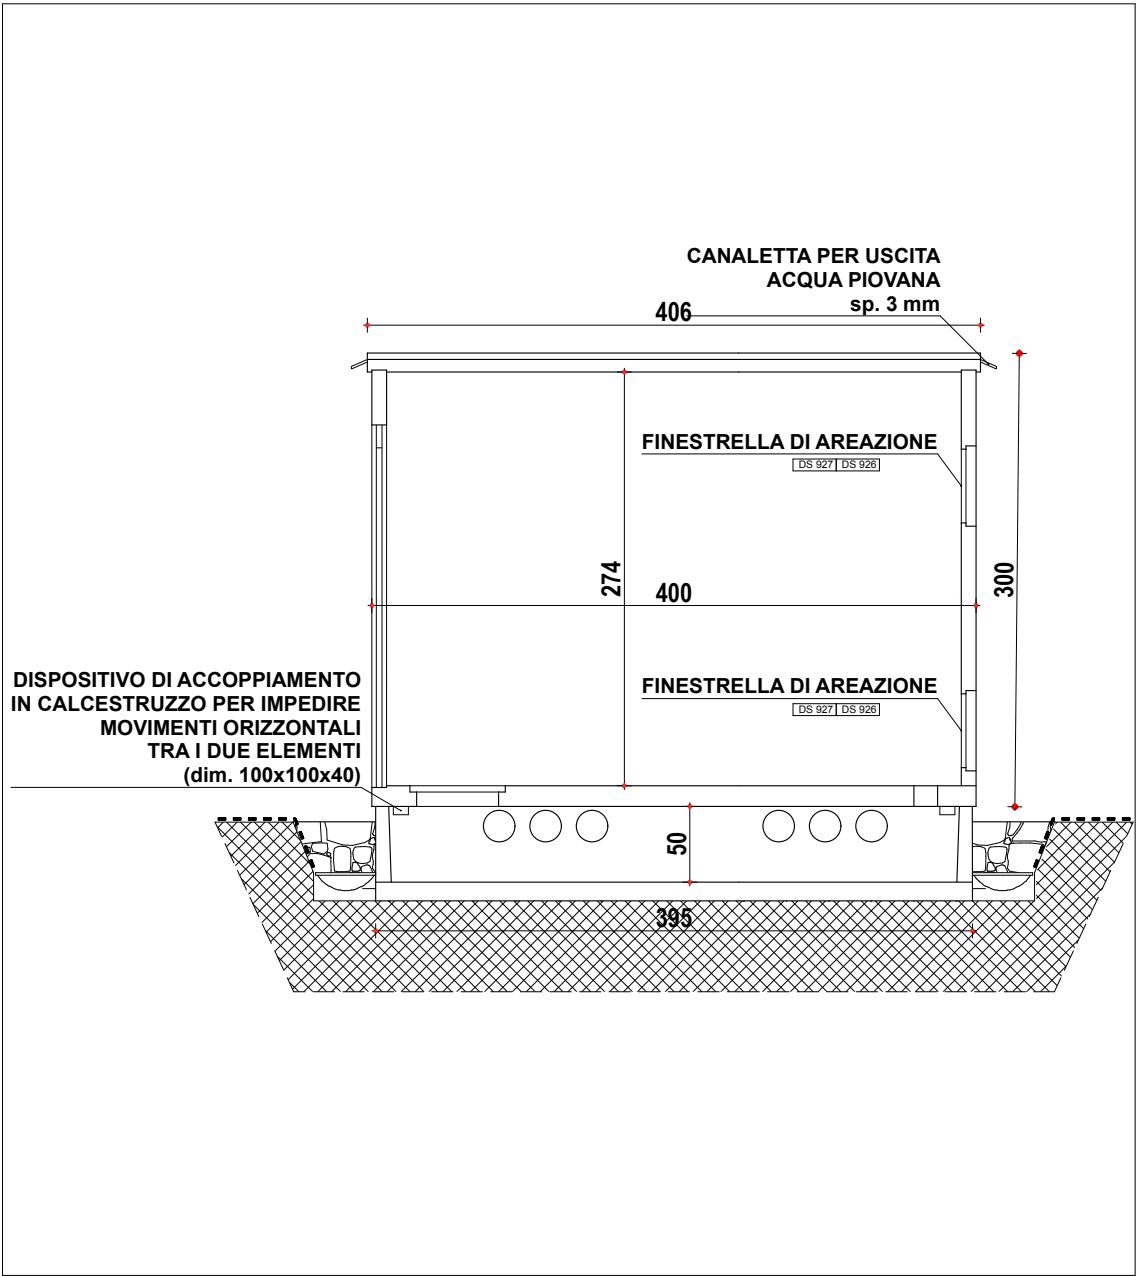 CANALETTA PER USCITA
ACQUA PIOVANA
sp. 3 mm
406
FINESTRELLA DI AREAZIONE
DS 927 DS 926
274
400
300
DISPOSITIVO DI ACCOPPIAMENTO
IN CALCESTRUZZO PER IMPEDIRE
MOVIMENTI ORIZZONTALI
TRA I DUE ELEMENTI
(dim. 100x100x40)
FINESTRELLA DI AREAZIONE
DS 927 DS 926
50
395